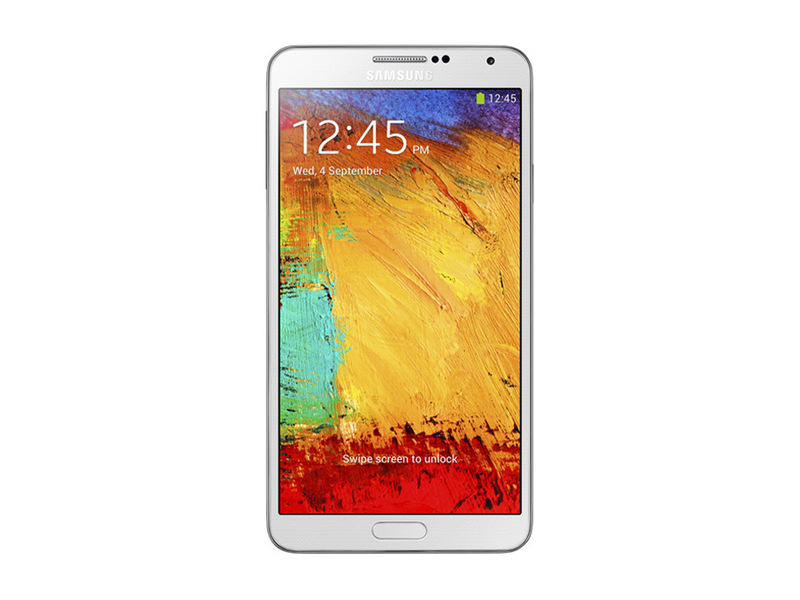 SAMSUNG
12:45
12:45 PM
Wed, 4 September
Swipe screen to unlock